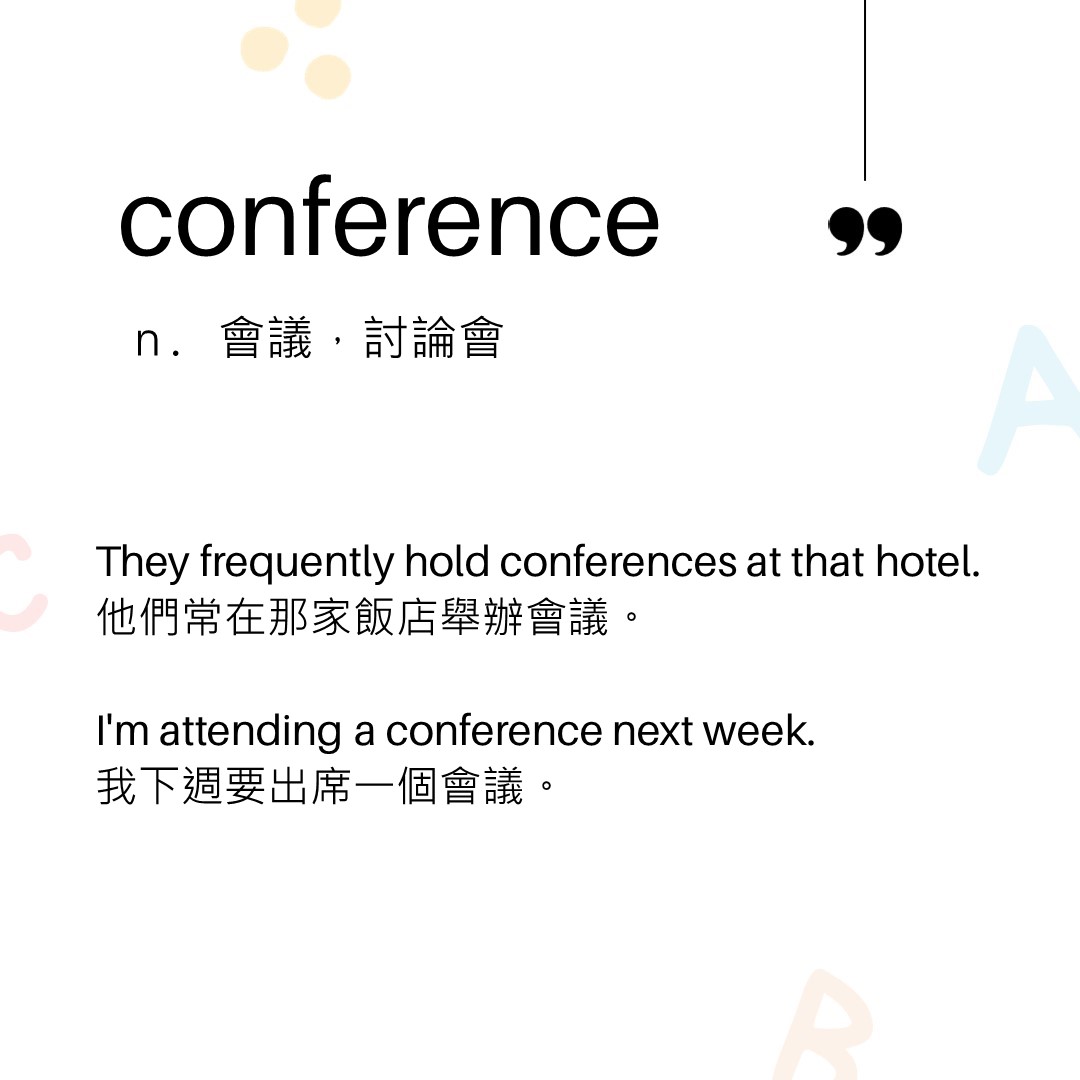 conference
”
n. 會議，討論會
A
They frequently hold conferences at that hotel.
他們常在那家飯店舉辦會議。
C
I'm attending a conference next week.
我下週要出席一個會議。
B